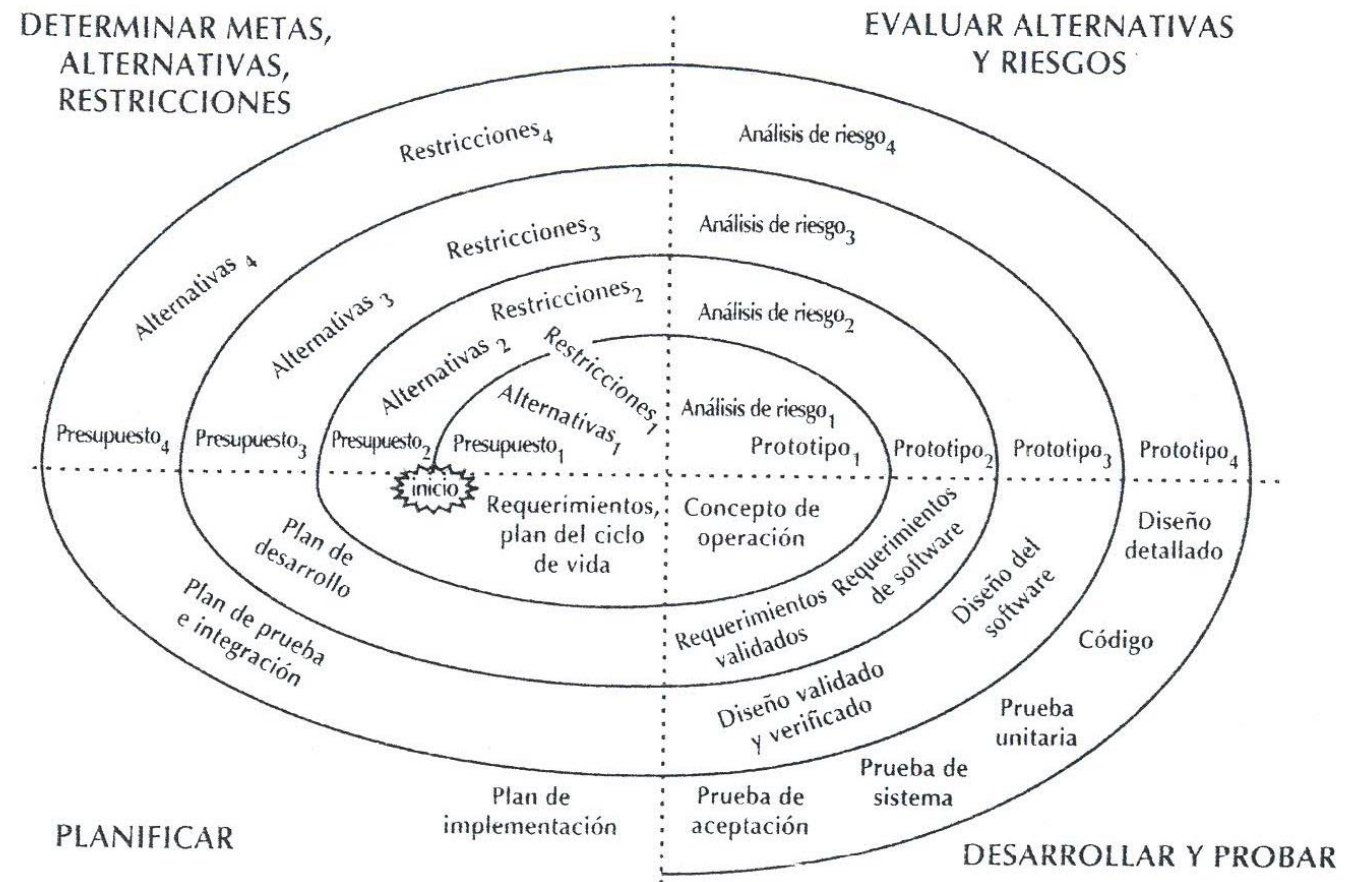 DETERMINAR METAS,
ALTERNATIVAS,
RESTRICCIONES
EVALUAR ALTERNATIVAS
Y RIESGOS
Restricciones4
Análisis de riesgo4
Restricciones3
Análisis de riesgo3
Alternativas 4
Alternativas 3
Restricciones2
Análisis de riesgo2
Alternativas 2
Restricciones1
Alternativas1
Análisis de riesgo1
Presupuesto4
Presupuesto3
Presupuesto2
Presupuesto1
Prototipo1
Prototipo2
Prototipo3
Prototipo4
inicio
Requerimientos,
plan del ciclo
de vida
Concepto de
operación
Requerimientos
de software
Diseño
detallado
Plan de
desarrollo
Requerimientos
validados
Diseño del
software
Plan de prueba
e integración
Código
Diseño validado
y verificado
Prueba
unitaria
Prueba de
sistema
Plan de
implementación
Prueba de
aceptación
PLANIFICAR
DESARROLLAR Y PROBAR